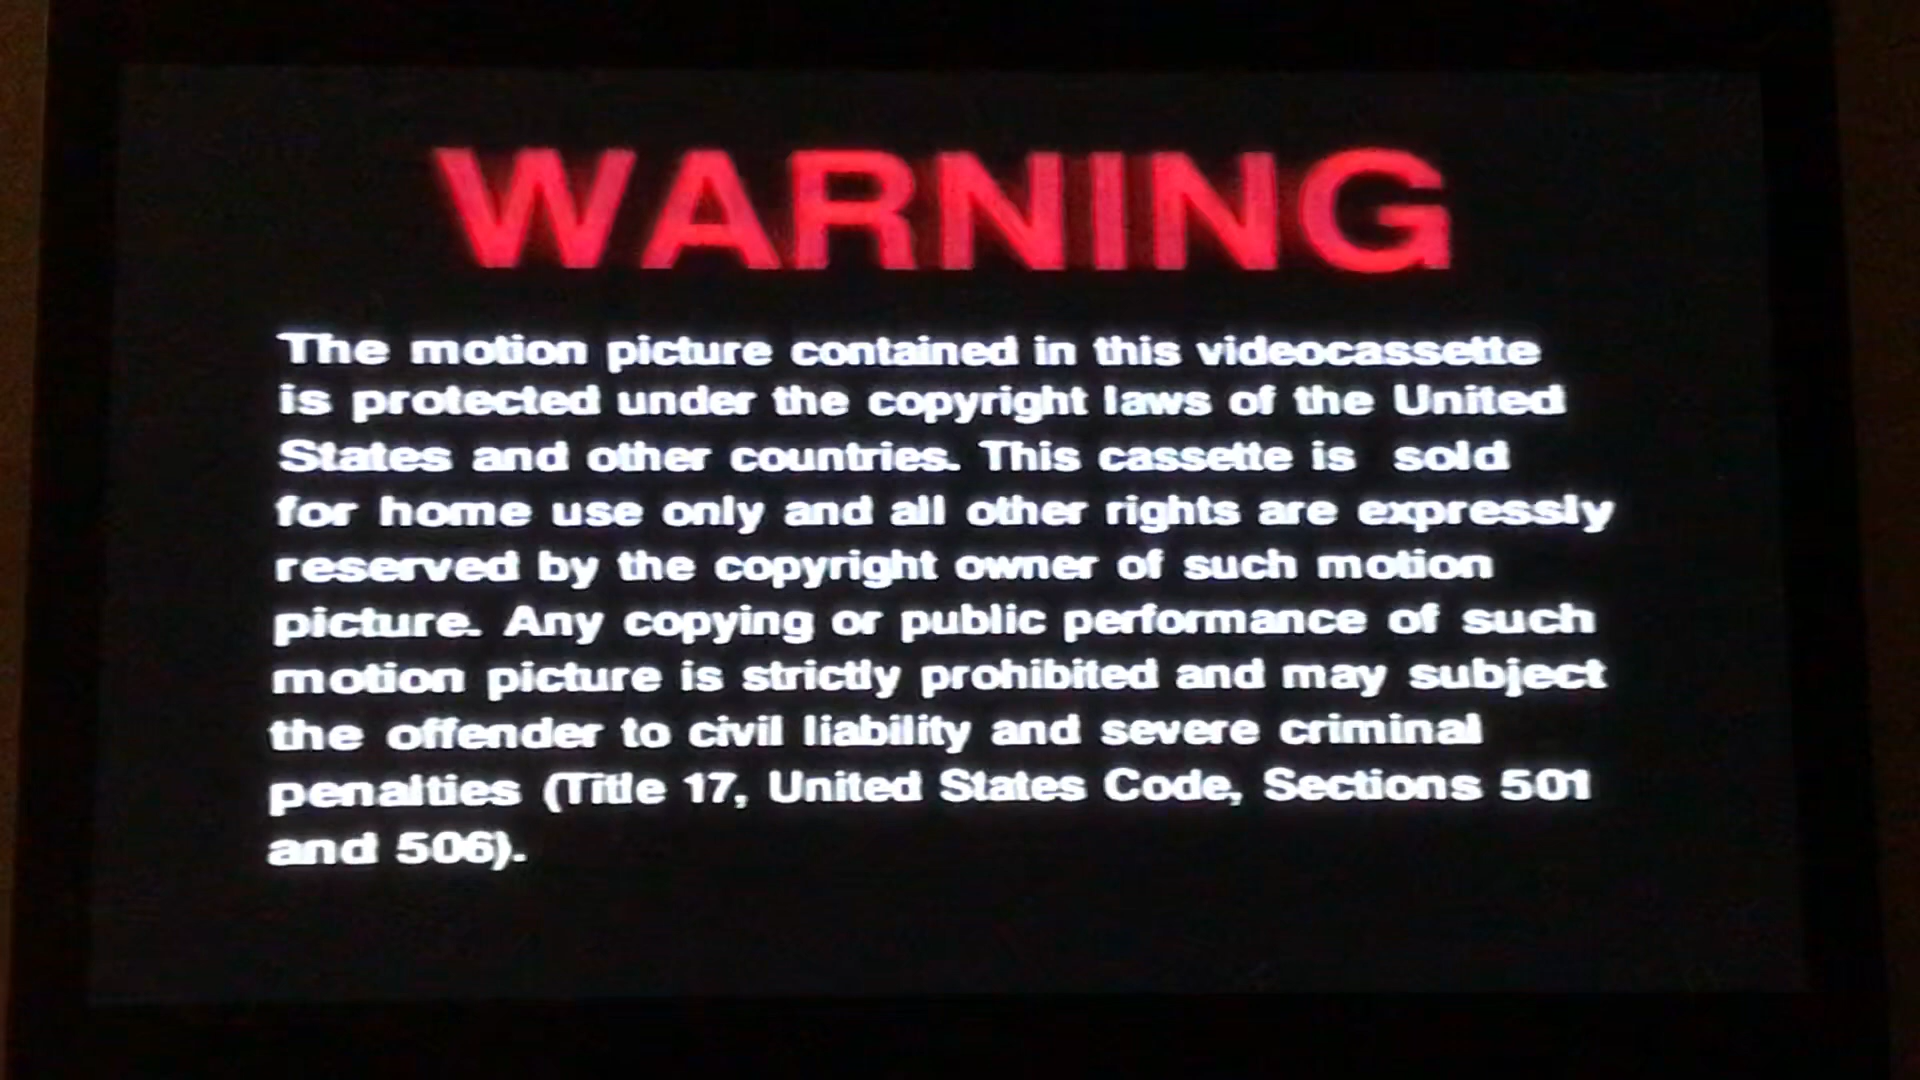 WARNING
The motion picture contained in this videocassette
is protected under the copyright laws of the United
States and other countries. This cassette is sold
for home use only and all other rights are expressly
reserved by the copyright owner of such motion
picture. Any copying or public performance of such
motion picture is strictly prohibited and may subject
the offender to civil liability and severe criminal
penalties (Title 17, United States Code, Sections 501
and 506).